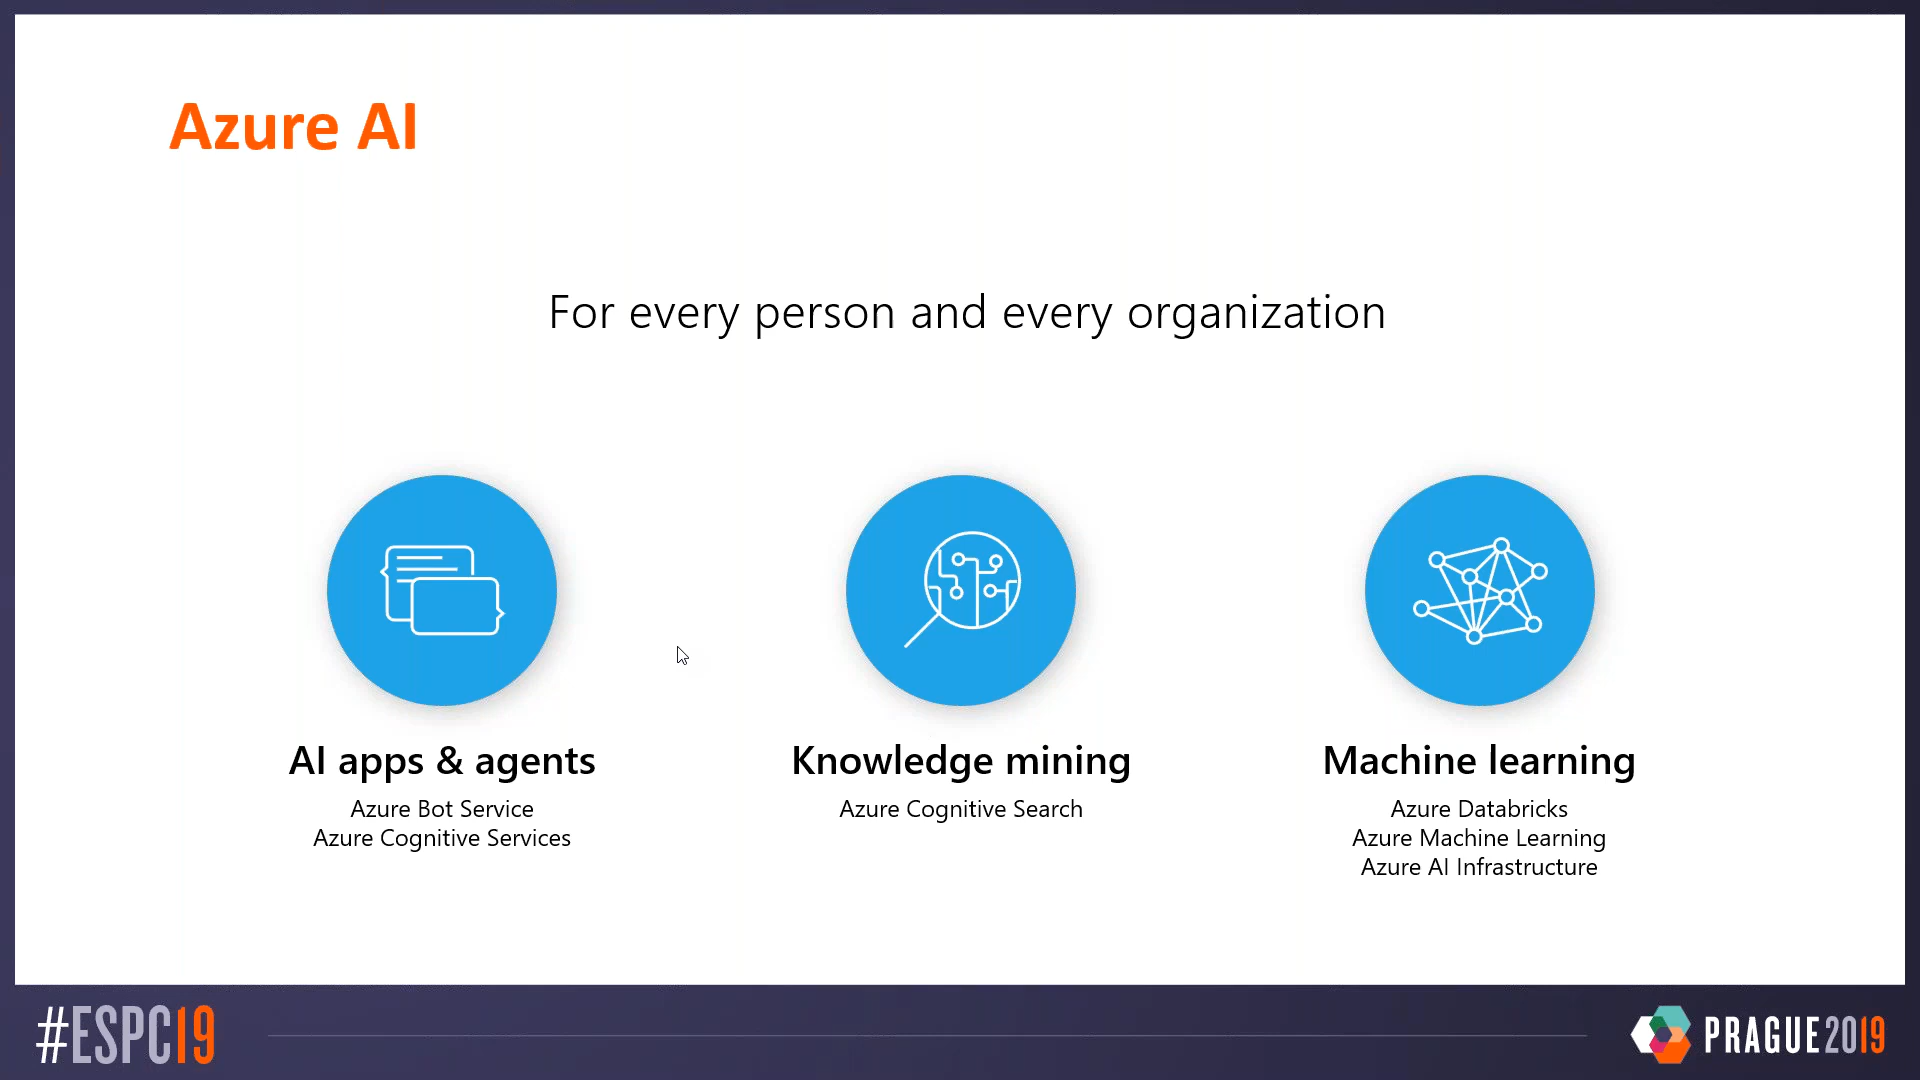 Azure AI
For every person and every organization
AI apps & agents
Azure Bot Service
Azure Cognitive Services
Knowledge mining
Azure Cognitive Search
Machine learning
Azure Databricks
Azure Machine Learning
Azure AI Infrastructure
#ESPC19
PRAGUE2019